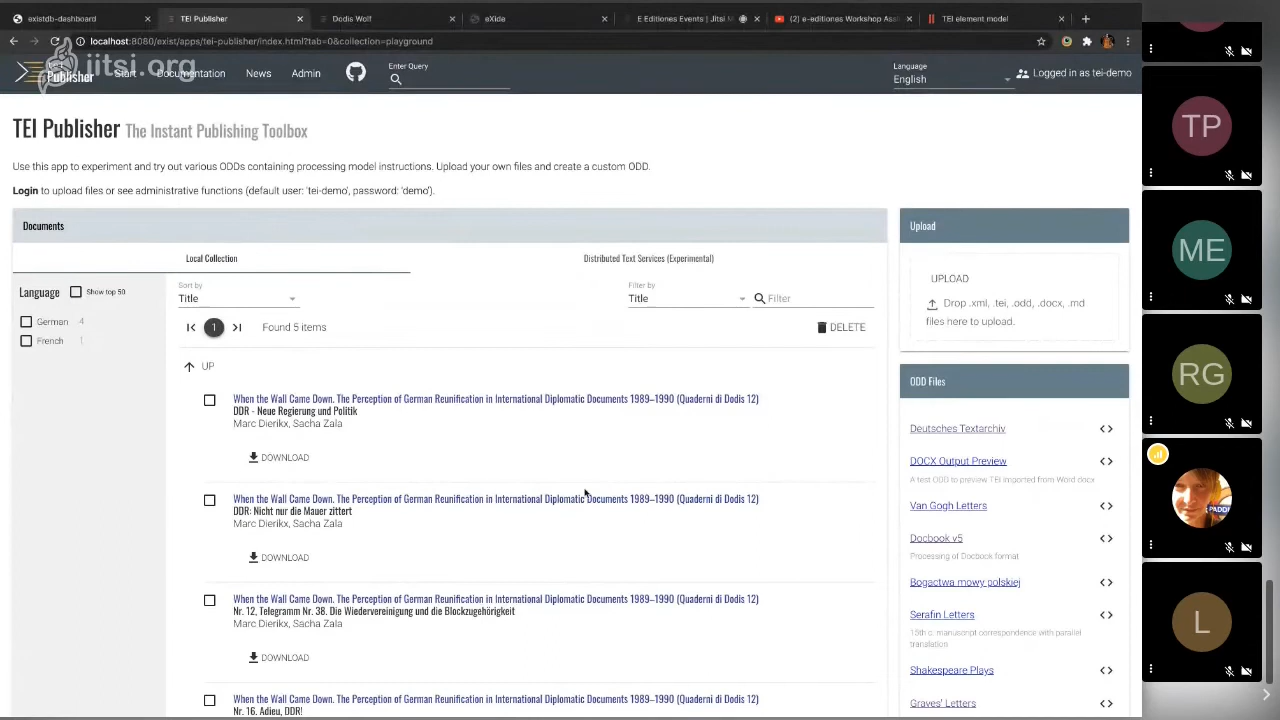 existdb-dashboard
TEI Publisher
Dodis Wolf
eXide
E Editiones Events | Jitsi M
(2) e-editiones Workshop Assi
TEI element model
localhost:8080/exist/apps/tei-publisher/index.html?tab=0&collection=playground
jitsi.org
Publisher
Start
Documentation
News
Admin
Enter Query
Language
English
Logged in as tei-demo
TEI Publisher The Instant Publishing Toolbox
Use this app to experiment and try out various ODDs containing processing model instructions. Upload your own files and create a custom ODD.
Login to upload files or see administrative functions (default user: 'tei-demo', password: 'demo').
Documents
Local Collection
Distributed Text Services (Experimental)
Language
Show top 50
German 4
French 1
Sort by
Title
Filter by
Title
Filter
1
Found 5 items
DELETE
UP
When the Wall Came Down. The Perception of German Reunification in International Diplomatic Documents 1989–1990 (Quaderni di Dodis 12)
DDR - Neue Regierung und Politik
Marc Dierikx, Sacha Zala
DOWNLOAD
When the Wall Came Down. The Perception of German Reunification in International Diplomatic Documents 1989–1990 (Quaderni di Dodis 12)
DDR: Nicht nur die Mauer zittert
Marc Dierikx, Sacha Zala
DOWNLOAD
When the Wall Came Down. The Perception of German Reunification in International Diplomatic Documents 1989–1990 (Quaderni di Dodis 12)
Nr. 12, Telegramm Nr. 38. Die Wiedervereinigung und die Blockzugehörigkeit
Marc Dierikx, Sacha Zala
DOWNLOAD
When the Wall Came Down. The Perception of German Reunification in International Diplomatic Documents 1989–1990 (Quaderni di Dodis 12)
Nr. 16. Adieu, DDR!
Upload
UPLOAD
Drop .xml, .tei, .odd, .docx, .md
files here to upload.
ODD Files
Deutsches Textarchiv
DOCX Output Preview
A test ODD to preview TEI imported from Word docx
Van Gogh Letters
Docbook v5
Processing of Docbook format
Bogactwa mowy polskiej
Serafin Letters
15th c. manuscript correspondence with parallel
translation
Shakespeare Plays
Graves' Letters
TP
ME
RG
PADDI
L